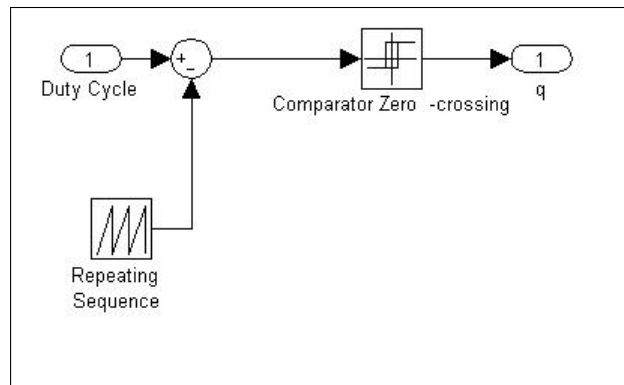 1
Duty Cycle
+
-
Comparator Zero -crossing
1
q
Repeating
Sequence